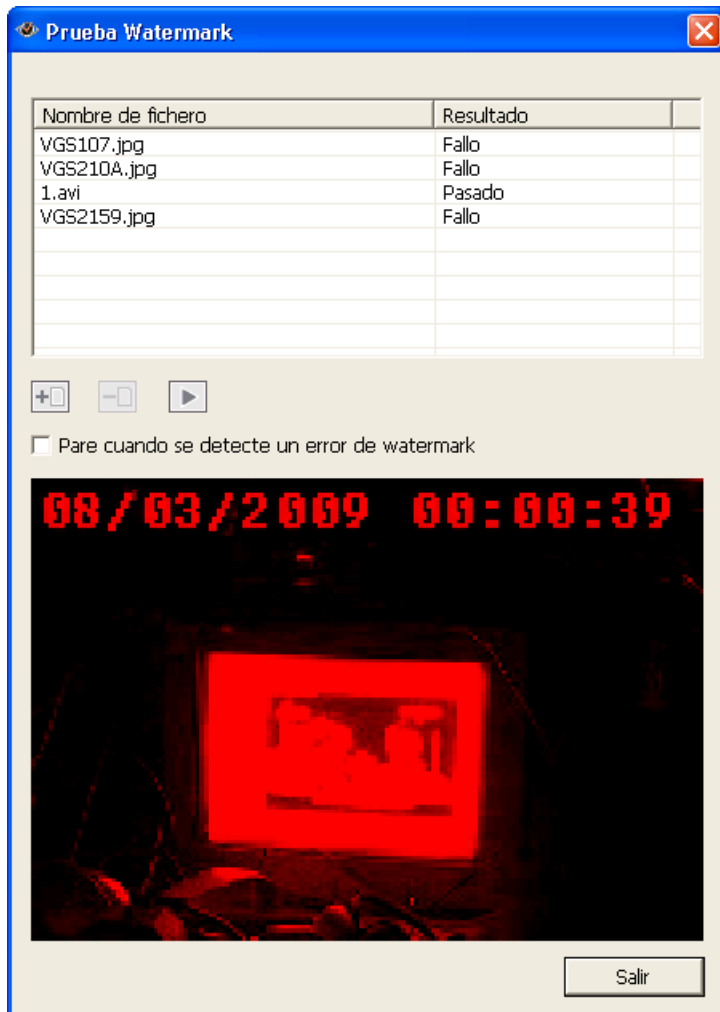 Prueba Watermark
Nombre de fichero Resultado
VGS107.jpg Fallo
VGS210A.jpg Fallo
1.avi Pasado
VGS2159.jpg Fallo
Pare cuando se detecte un error de watermark
08/03/2009 00:00:39
Salir